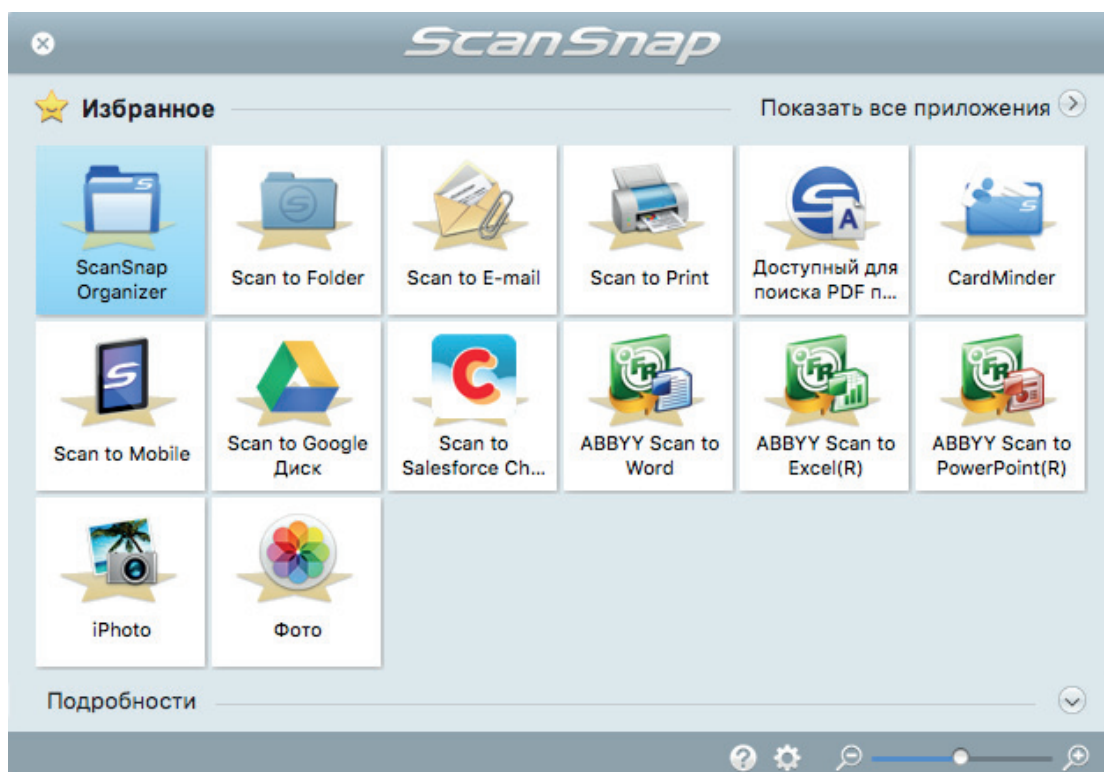 ScanSnap
Избранное
Показать все приложения
ScanSnap
Organizer
Scan to Folder
Scan to E-mail
Scan to Print
Доступный для
поиска PDF п...
CardMinder
Scan to Mobile
Scan to Google
Диск
Scan to
Salesforce Ch...
ABBYY Scan to
Word
ABBYY Scan to
Excel(R)
ABBYY Scan to
PowerPoint(R)
iPhoto
Фото
Подробности